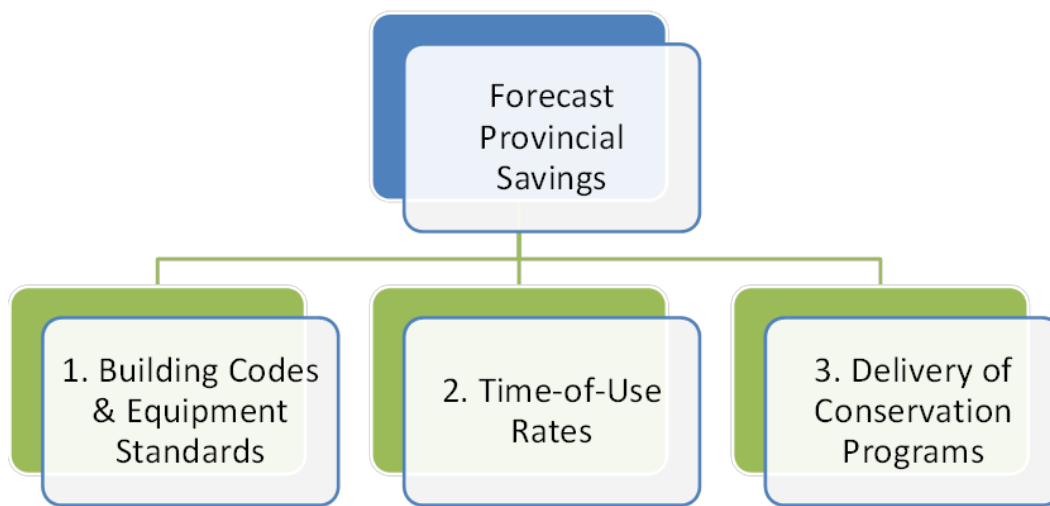 Forecast
Provincial
Savings
1. Building Codes
& Equipment
Standards
2. Time-of-Use
Rates
3. Delivery of
Conservation
Programs